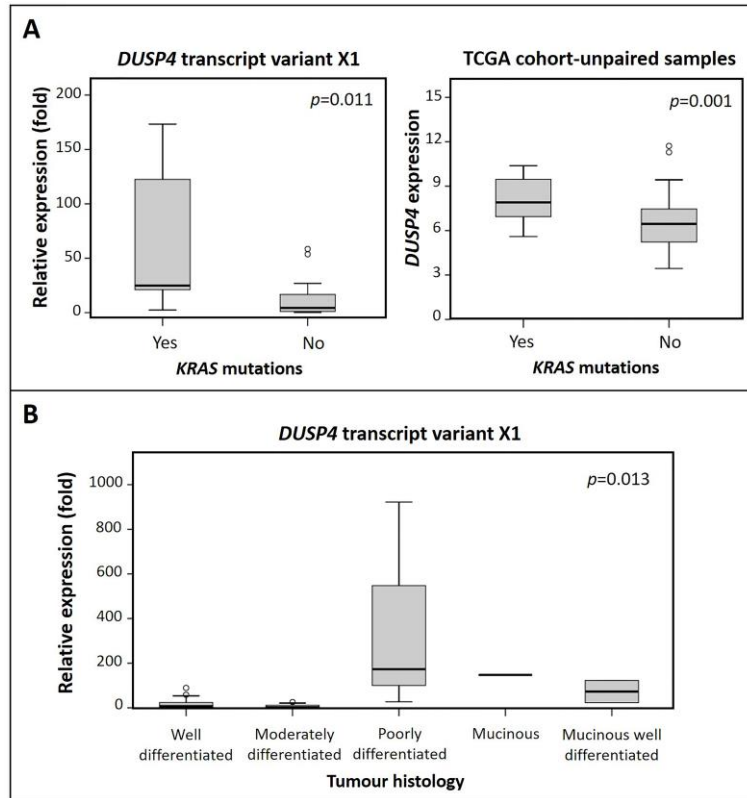 A
DUSP4 transcript variant X1
Relative expression (fold)
200
150
100
50
0
p=0.011
Yes
No
KRAS mutations
TCGA cohort-unpaired samples
DUSP4 expression
15
12
9
6
3
0
p=0.001
Yes
No
KRAS mutations
B
DUSP4 transcript variant X1
Relative expression (fold)
1000
800
600
400
200
0
p=0.013
Well
differentiated
Moderately
differentiated
Poorly
differentiated
Mucinous
Mucinous well
differentiated
Tumour histology